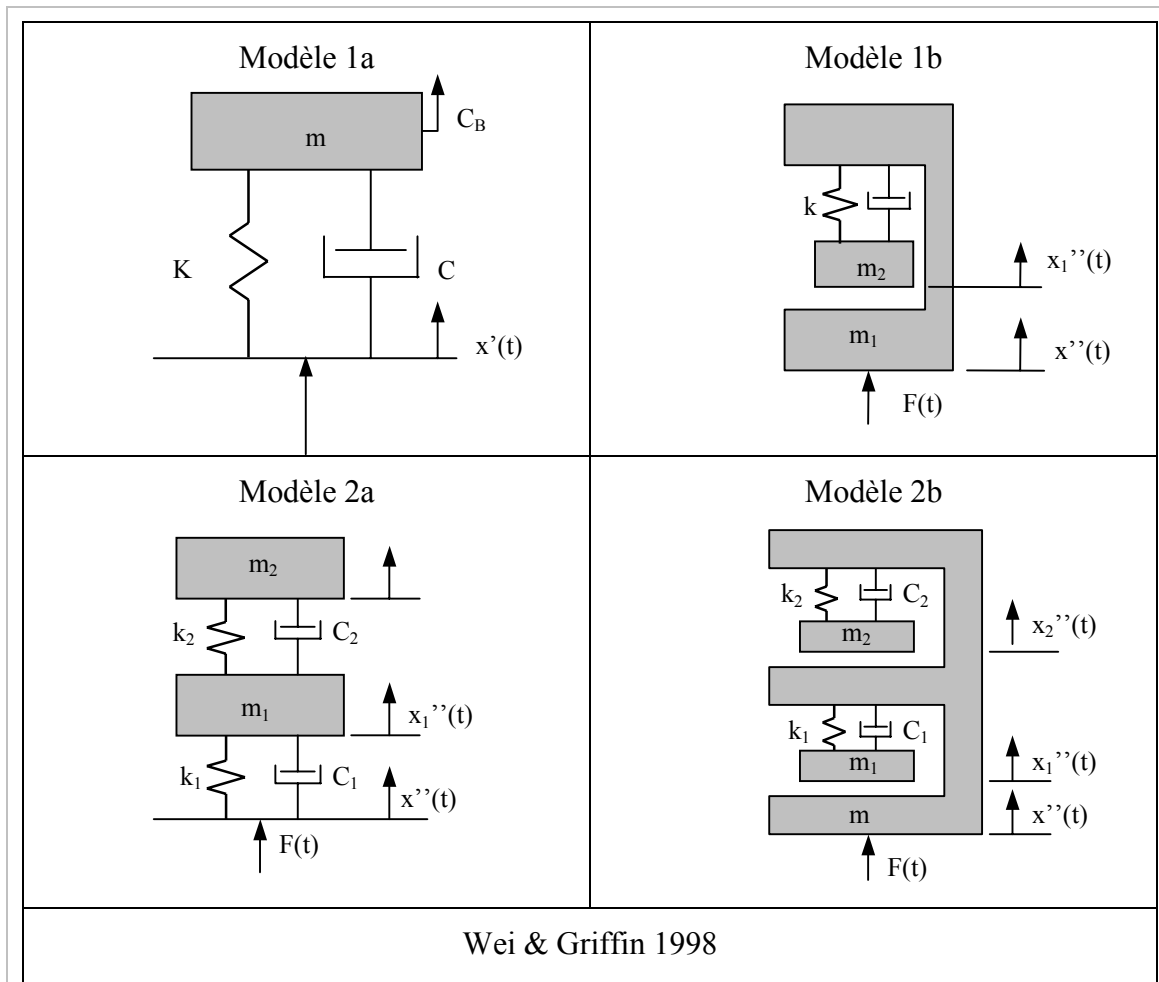 Modèle 1a
C_B
m
K
C
x'(t)
Modèle 1b
k
m₂
x₁’’(t)
m₁
x’’(t)
F(t)
Modèle 2a
m₂
k₂
C₂
m₁
x₁’’(t)
k₁
C₁
x’’(t)
F(t)
Modèle 2b
k₂
C₂
m₂
x₂’’(t)
k₁
C₁
m₁
x₁’’(t)
m
x’’(t)
F(t)
Wei & Griffin 1998